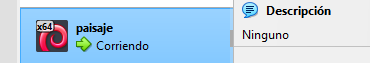 x64
paisaje
Corriendo
Descripción
Ninguno